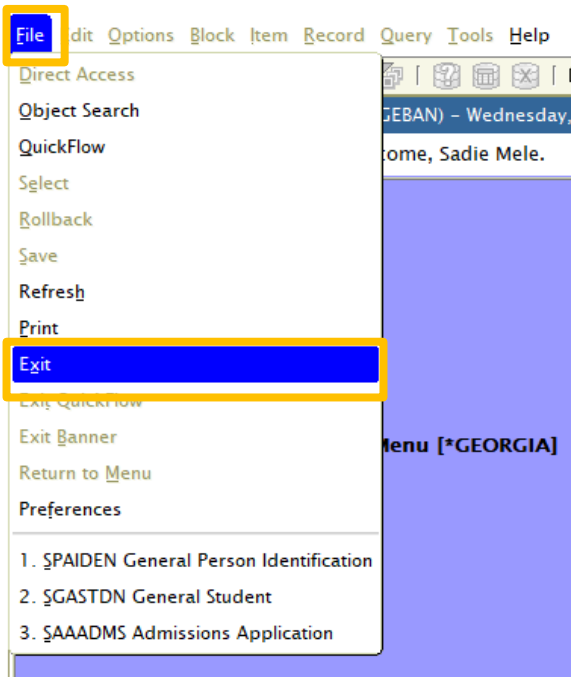 File dit Options Block Item Record Query Tools Help
Direct Access
Object Search
GEBAN) – Wednesday,
QuickFlow
come, Sadie Mele.
Select
Rollback
Save
Refresh
Print
Exit
Exit QuickFlow
Exit Banner
Menu [*GEORGIA]
Return to Menu
Preferences
1. SPAIDEN General Person Identification
2. SGASTDN General Student
3. SAAADMS Admissions Application